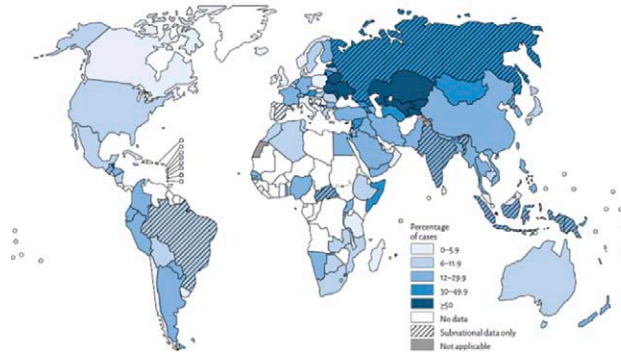 Percentage
of cases
0–5.9
6–11.9
12–29.9
30–49.9
≥50
No data
Subnational data only
Not applicable